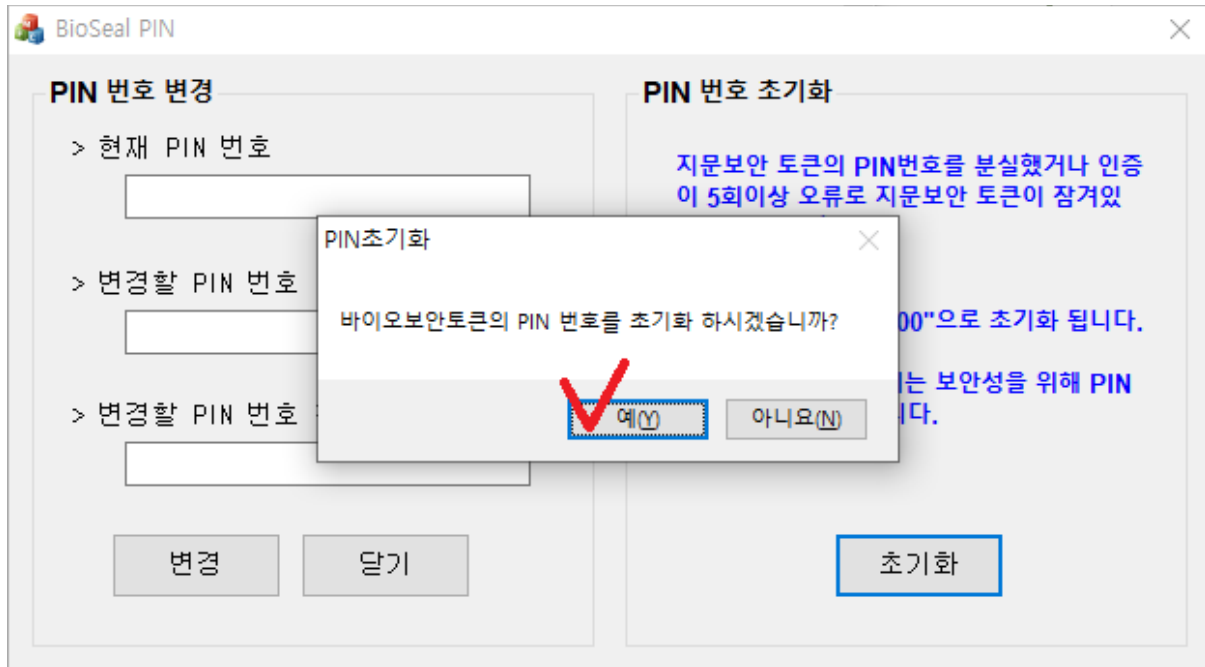 BioSeal PIN
PIN 번호 변경
> 현재 PIN 번호
> 변경할 PIN 번호
> 변경할 PIN 번호
변경
닫기
PIN 번호 초기화
지문보안 토큰의 PIN번호를 분실했거나 인증
이 5회이상 오류로 지문보안 토큰이 잠겨있
00"으로 초기화 됩니다.
는 보안성을 위해 PIN
니다.
초기화
PIN초기화
바이오보안토큰의 PIN 번호를 초기화 하시겠습니까?
예(Y)
아니요(N)